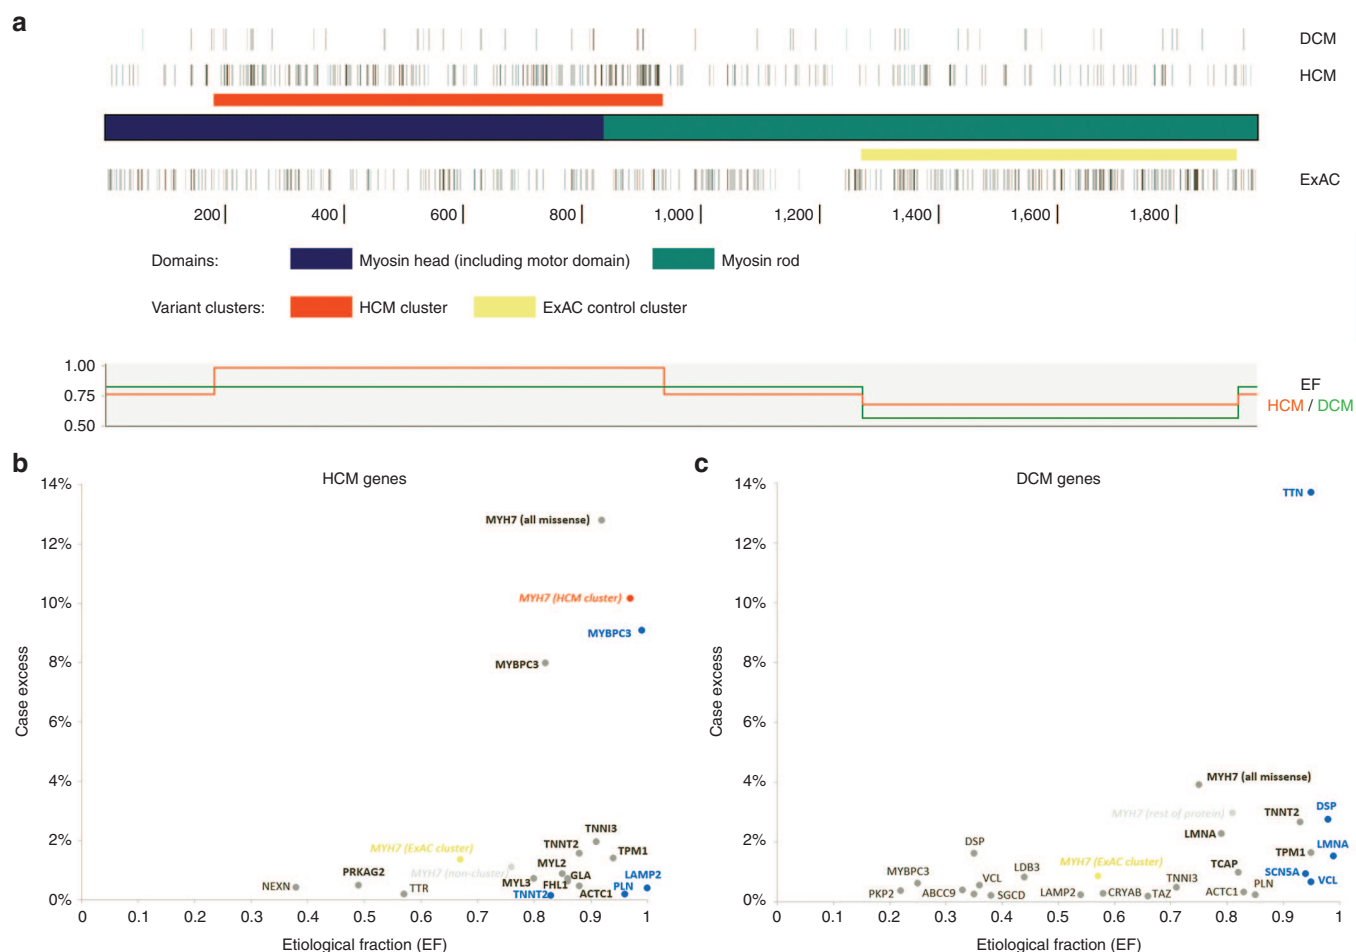 a
DCM
HCM
ExAC
200 400 600 800 1,000 1,200 1,400 1,600 1,800
Domains: Myosin head (including motor domain) Myosin rod
Variant clusters: HCM cluster ExAC control cluster
1.00
0.75
0.50
EF
HCM / DCM
b
HCM genes
14%
12%
10%
8%
6%
4%
2%
0%
Case excess
MYH7 (all missense)
MYH7 (HCM cluster)
MYBPC3
MYBPC3
TNNI3
TNNT2
TPM1
MYH7 (ExAC cluster)
MYH7 (non-cluster)
MYL2
GLA
PRKAG2
MYL3
FHL1
LAMP2
NEXN
TTR
TNNT2
ACTC1
PLN
0 0.1 0.2 0.3 0.4 0.5 0.6 0.7 0.8 0.9 1
Etiological fraction (EF)
c
DCM genes
14%
12%
10%
8%
6%
4%
2%
0%
Case excess
TTN
MYH7 (all missense)
MYH7 (rest of protein)
TNNT2
DSP
LMNA
DSP
TPM1
LMNA
MYH7 (ExAC cluster)
TCAP
LDB3
MYBPC3
VCL
TNNI3
SCN5A
VCL
PLN
PKP2
ABCC9
SGCD
LAMP2
CRYAB
TAZ
ACTC1
0 0.1 0.2 0.3 0.4 0.5 0.6 0.7 0.8 0.9 1
Etiological fraction (EF)